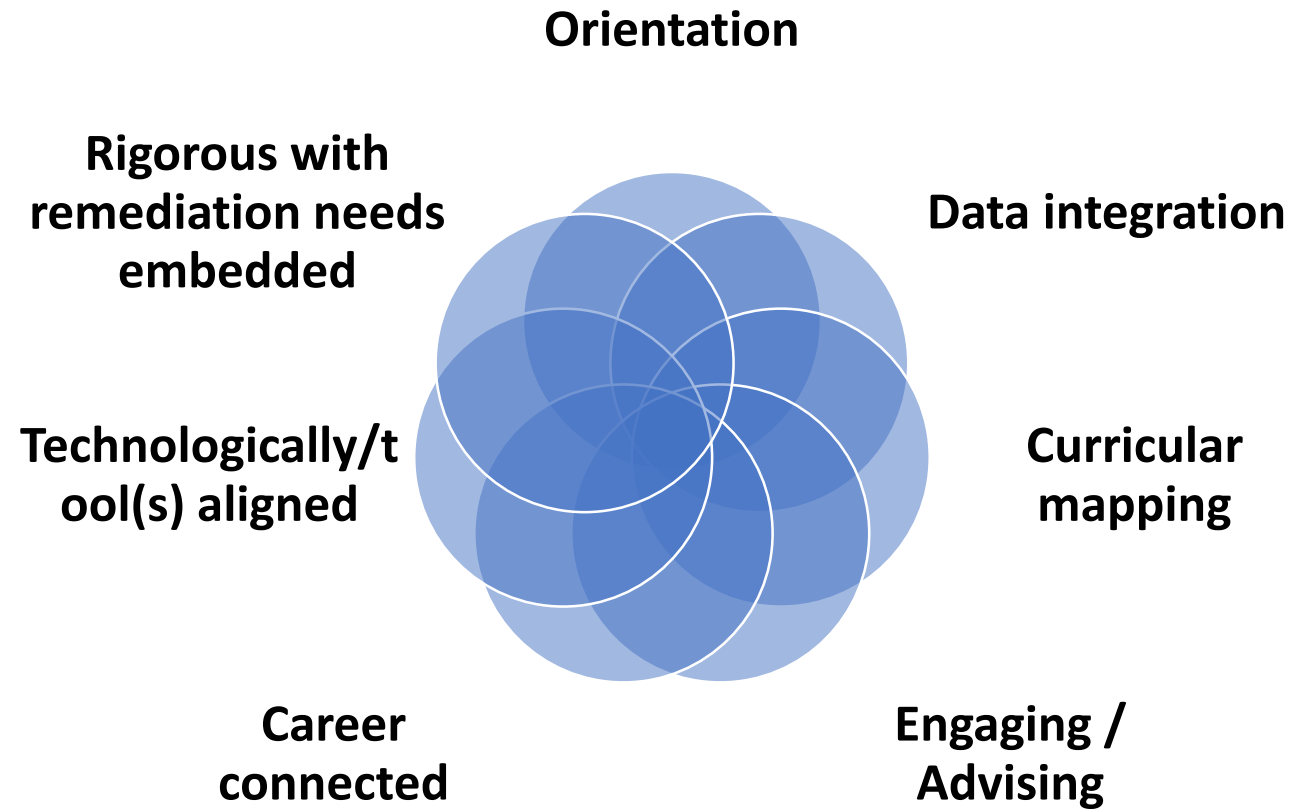 Orientation
Rigorous with
remediation needs
embedded
Data integration
Technologically/t
ool(s) aligned
Curricular
mapping
Career
connected
Engaging /
Advising